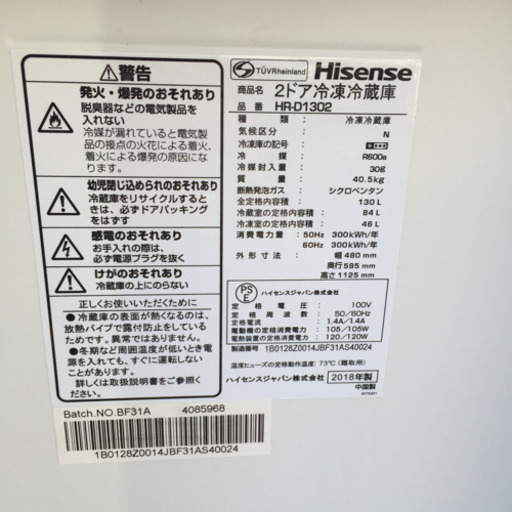 警告
発火・爆発のおそれあり
脱臭器などの電気製品を
入れない
冷媒が漏れていると電気製
品の接点の火花による着
火、着火による爆発の原因に
なります。
幼児閉じ込められのおそれあり
冷蔵庫をリサイクルすると
きは、必ずドアパッキング
をはずす
感電のおそれあり
お手入れの際は、
必ず電源プラグを抜く
けがのおそれあり
冷蔵庫の上にのらない
正しくお使いいただくために
●冷蔵庫の表面が熱くなるのは、
放熱パイプで露付防止をしている
ためです。異常ではありません。
●冬期など周囲温度が低いとき
電源を入れても、すぐに運転しない
ことがあります。
詳しくは取扱説明書をご参照くだ
さい。
Batch.NO.BF31A 4085968
1B0128Z0014JBF31AS40024
TÜVRheinland Hisense
商品名 2ドア冷凍冷蔵庫
品番 HR-D1302
種類：冷凍冷蔵庫
気候区分：N
冷凍庫の記号：
冷媒：R600a
冷媒封入量：30g
質量：40.5kg
断熱発泡ガス：シクロペンタン
全定格内容積：130 L
冷蔵室の定格内容積：84 L
冷凍室の定格内容積：46 L
消費電力量：50Hz 300kWh/年
60Hz 300kWh/年
外形寸法：幅 480 mm
奥行 595 mm
高さ 1125 mm
PS
E
ハイセンスジャパン株式会社
定格電圧：100V
定格周波数：50/60Hz
定格電流：1.4A/1.4A
電動機の定格消費電力：105/105W
電熱装置の定格消費電力：120/120W
製造番号：1B0128Z0014JBF31AS40024
温度ヒューズの定格動作温度：73℃（霜取用）
ハイセンスジャパン株式会社 2018年製
中国製